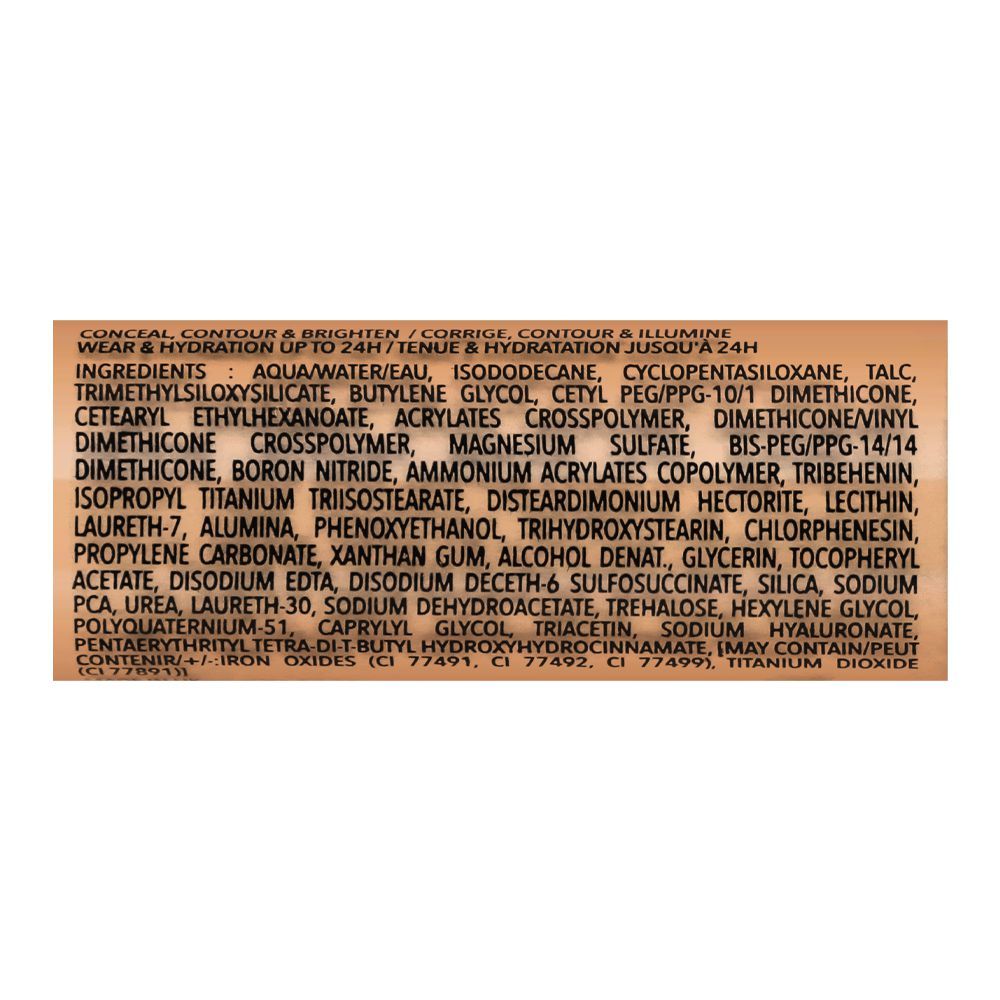 CONCEAL, CONTOUR & BRIGHTEN / CORRIGE, CONTOUR & ILLUMINE
WEAR & HYDRATION UP TO 24H / TENUE & HYDRATATION JUSQU'À 24H
INGREDIENTS : AQUA/WATER/EAU, ISODODECANE, CYCLOPENTASILOXANE, TALC,
TRIMETHYLSILOXYSILICATE, BUTYLENE GLYCOL, CETYL PEG/PPG-10/1 DIMETHICONE,
CETEARYL ETHYLHEXANOATE, ACRYLATES CROSSPOLYMER, DIMETHICONE/VINYL
DIMETHICONE CROSSPOLYMER, MAGNESIUM SULFATE, BIS-PEG/PPG-14/14
DIMETHICONE, BORON NITRIDE, AMMONIUM ACRYLATES COPOLYMER, TRIBEHENIN,
ISOPROPYL TITANIUM TRIISOSTEARATE, DISTEARDIMONIUM HECTORITE, LECITHIN,
LAURETH-7, ALUMINA, PHENOXYETHANOL, TRIHYDROXYSTEARIN, CHLORPHENESIN,
PROPYLENE CARBONATE, XANTHAN GUM, ALCOHOL DENAT., GLYCERIN, TOCOPHERYL
ACETATE, DISODIUM EDTA, DISODIUM DECETH-6 SULFOSUCCINATE, SILICA, SODIUM
PCA, UREA, LAURETH-30, SODIUM DEHYDROACETATE, TREHALOSE, HEXYLENE GLYCOL,
POLYQUATERNIUM-51, CAPRYLYL GLYCOL, TRIACETIN, SODIUM HYALURONATE,
PENTAERYTHRITYL TETRA-DI-T-BUTYL HYDROXYHYDROCINNAMATE, [MAY CONTAIN/PEUT
CONTENIR/+/-:IRON OXIDES (CI 77491, CI 77492, CI 77499), TITANIUM DIOXIDE
(CI 77891)]